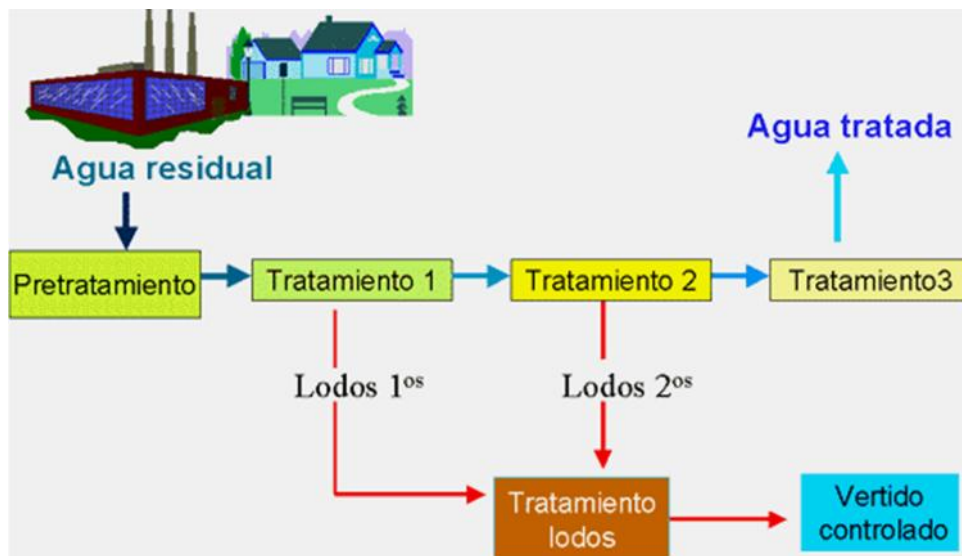 Agua residual
Agua tratada
Pretratamiento
Tratamiento 1
Tratamiento 2
Tratamiento3
Lodos 1ᵒˢ
Lodos 2ᵒˢ
Tratamiento
lodos
Vertido
controlado